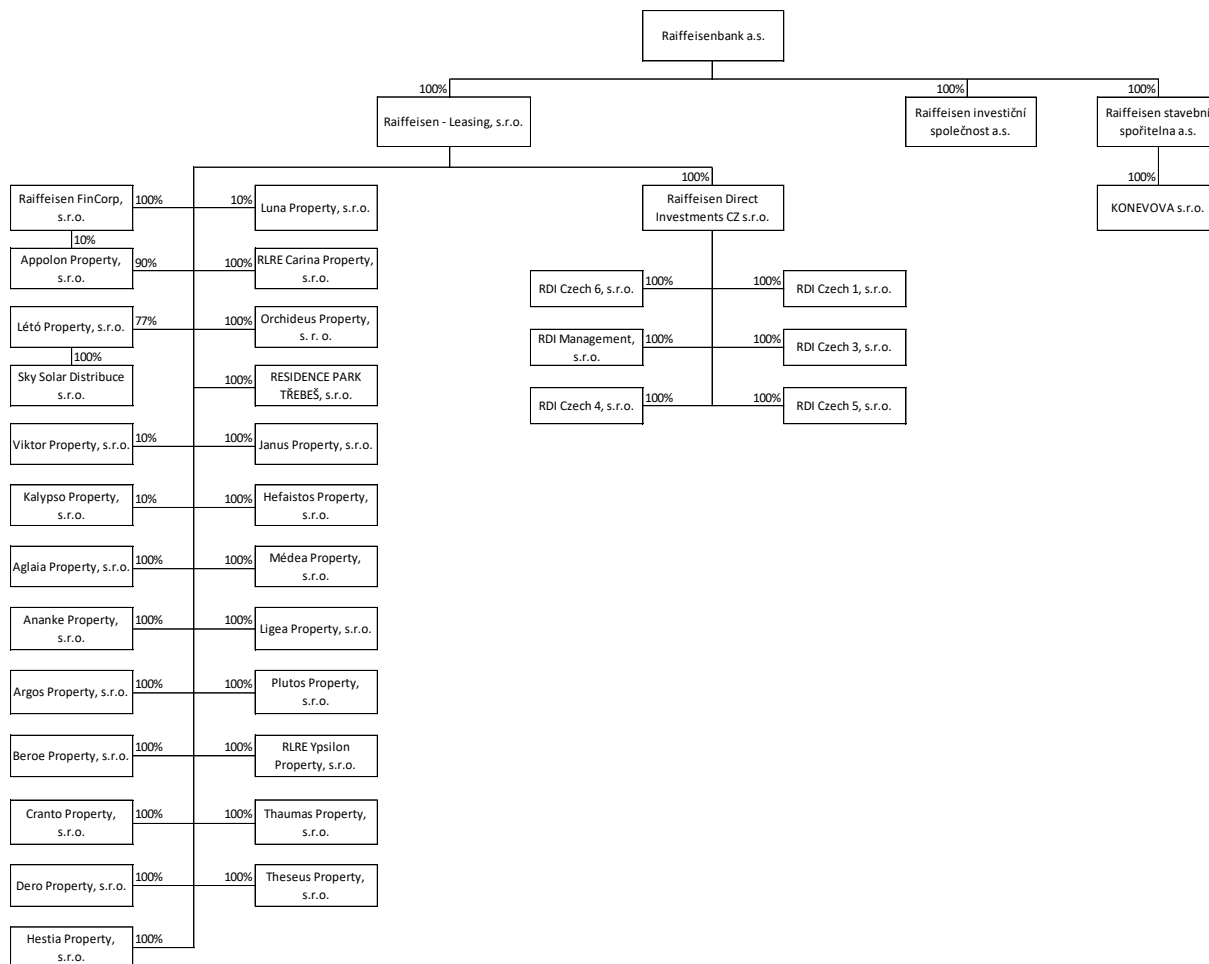 Raiffeisenbank a.s.
100%
100%
100%
Raiffeisen - Leasing, s.r.o.
Raiffeisen investiční
společnost a.s.
Raiffeisen stavební
spořitelna a.s.
100%
100%
Raiffeisen FinCorp,
s.r.o.
100%
10%
Luna Property, s.r.o.
Raiffeisen Direct
Investments CZ s.r.o.
KONEVOVA s.r.o.
10%
Appolon Property,
s.r.o.
90%
100%
RLRE Carina Property,
s.r.o.
RDI Czech 6, s.r.o.
100%
100%
RDI Czech 1, s.r.o.
Létó Property, s.r.o.
77%
100%
Orchideus Property,
s. r. o.
RDI Management,
s.r.o.
100%
100%
RDI Czech 3, s.r.o.
100%
Sky Solar Distribuce
s.r.o.
100%
RESIDENCE PARK
TŘEBEŠ, s.r.o.
RDI Czech 4, s.r.o.
100%
100%
RDI Czech 5, s.r.o.
Viktor Property, s.r.o.
10%
100%
Janus Property, s.r.o.
Kalypso Property,
s.r.o.
10%
100%
Hefaistos Property,
s.r.o.
Aglaia Property, s.r.o.
100%
100%
Médea Property,
s.r.o.
Ananke Property,
s.r.o.
100%
100%
Ligea Property, s.r.o.
Argos Property, s.r.o.
100%
100%
Plutos Property,
s.r.o.
Beroe Property, s.r.o.
100%
100%
RLRE Ypsilon
Property, s.r.o.
Cranto Property,
s.r.o.
100%
100%
Thaumas Property,
s.r.o.
Dero Property, s.r.o.
100%
100%
Theseus Property,
s.r.o.
Hestia Property,
s.r.o.
100%